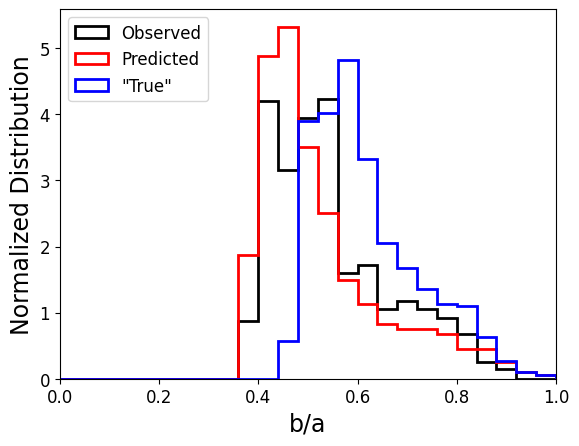 Observed
Predicted
"True"
Normalized Distribution
5
4
3
2
1
0
0.0 0.2 0.4 0.6 0.8 1.0
b/a